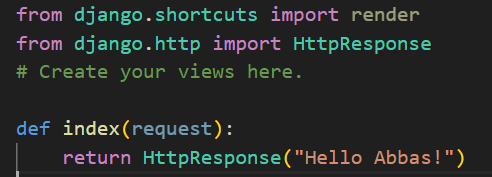 from django.shortcuts import render
from django.http import HttpResponse
# Create your views here.
def index(request):
    return HttpResponse("Hello Abbas!")